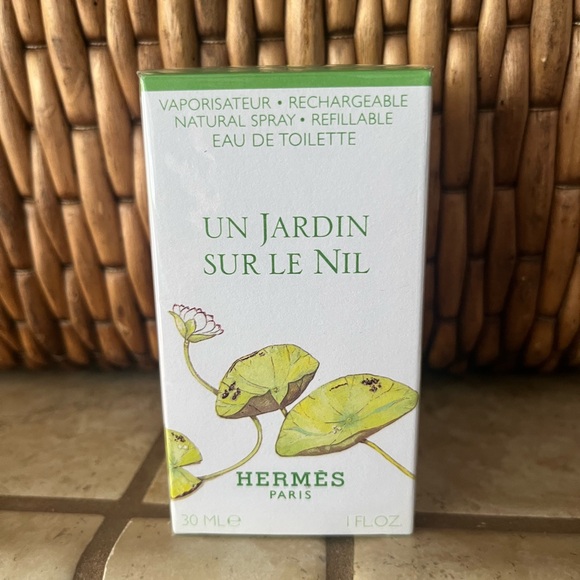 VAPORISATEUR • RECHARGEABLE
NATURAL SPRAY • REFILLABLE
EAU DE TOILETTE
UN JARDIN
SUR LE NIL
HERMÈS
PARIS
30 ML℮ 1 FL.OZ.